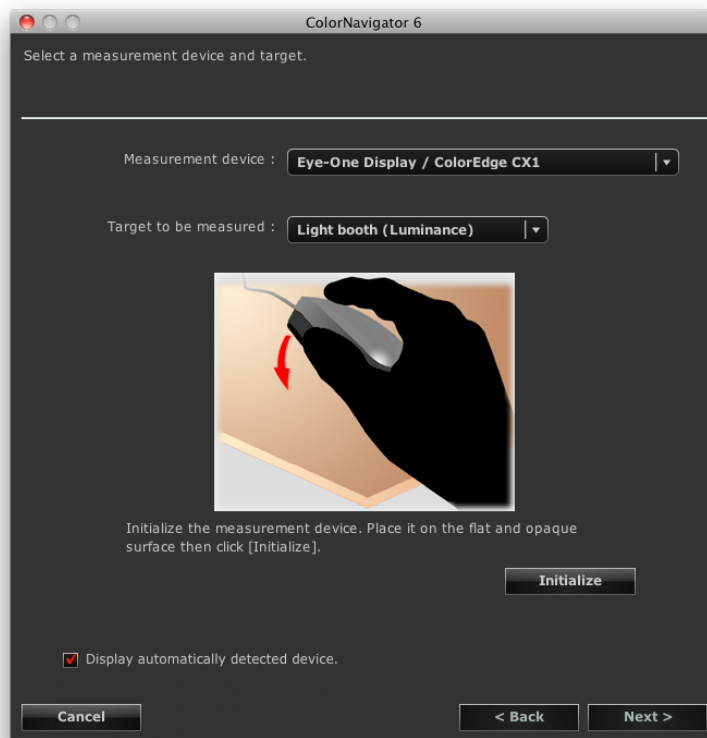 ColorNavigator 6
Select a measurement device and target.
Measurement device :
Eye-One Display / ColorEdge CX1
Target to be measured :
Light booth (Luminance)
Initialize the measurement device. Place it on the flat and opaque
surface then click [Initialize].
Initialize
Display automatically detected device.
Cancel
< Back
Next >